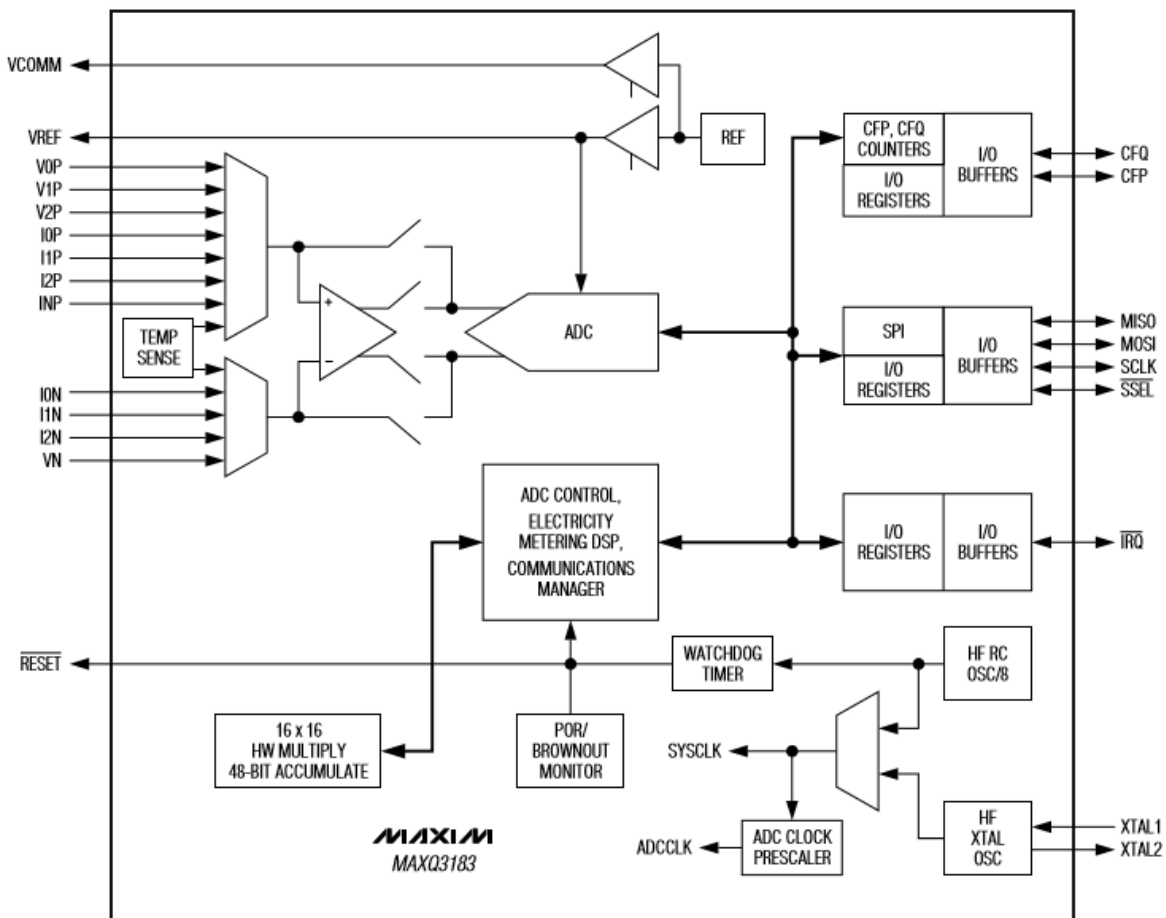 VCOMM
VREF
REF
V0P
V1P
V2P
I0P
I1P
I2P
INP
TEMP
SENSE
I0N
I1N
I2N
VN
+
−
ADC
CFP, CFQ
COUNTERS
I/O
REGISTERS
I/O
BUFFERS
CFQ
CFP
SPI
I/O
REGISTERS
I/O
BUFFERS
MISO
MOSI
SCLK
SSEL
ADC CONTROL,
ELECTRICITY
METERING DSP,
COMMUNICATIONS
MANAGER
I/O
REGISTERS
I/O
BUFFERS
IRQ
RESET
WATCHDOG
TIMER
HF RC
OSC/8
16 x 16
HW MULTIPLY
48-BIT ACCUMULATE
POR/
BROWNOUT
MONITOR
SYSCLK
ADCCLK
ADC CLOCK
PRESCALER
HF
XTAL
OSC
XTAL1
XTAL2
MAXIM
MAXQ3183